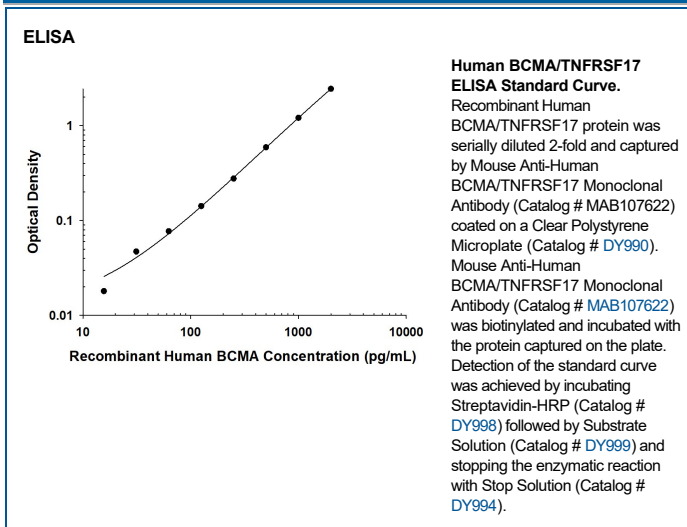 ELISA
1
0.1
0.01
Optical Density
10 100 1000 10000
Recombinant Human BCMA Concentration (pg/mL)
Human BCMA/TNFRSF17
ELISA Standard Curve.
Recombinant Human
BCMA/TNFRSF17 protein was
serially diluted 2-fold and captured
by Mouse Anti-Human
BCMA/TNFRSF17 Monoclonal
Antibody (Catalog # MAB107622)
coated on a Clear Polystyrene
Microplate (Catalog # DY990).
Mouse Anti-Human
BCMA/TNFRSF17 Monoclonal
Antibody (Catalog # MAB107622)
was biotinylated and incubated with
the protein captured on the plate.
Detection of the standard curve
was achieved by incubating
Streptavidin-HRP (Catalog #
DY998) followed by Substrate
Solution (Catalog # DY999) and
stopping the enzymatic reaction
with Stop Solution (Catalog #
DY994).